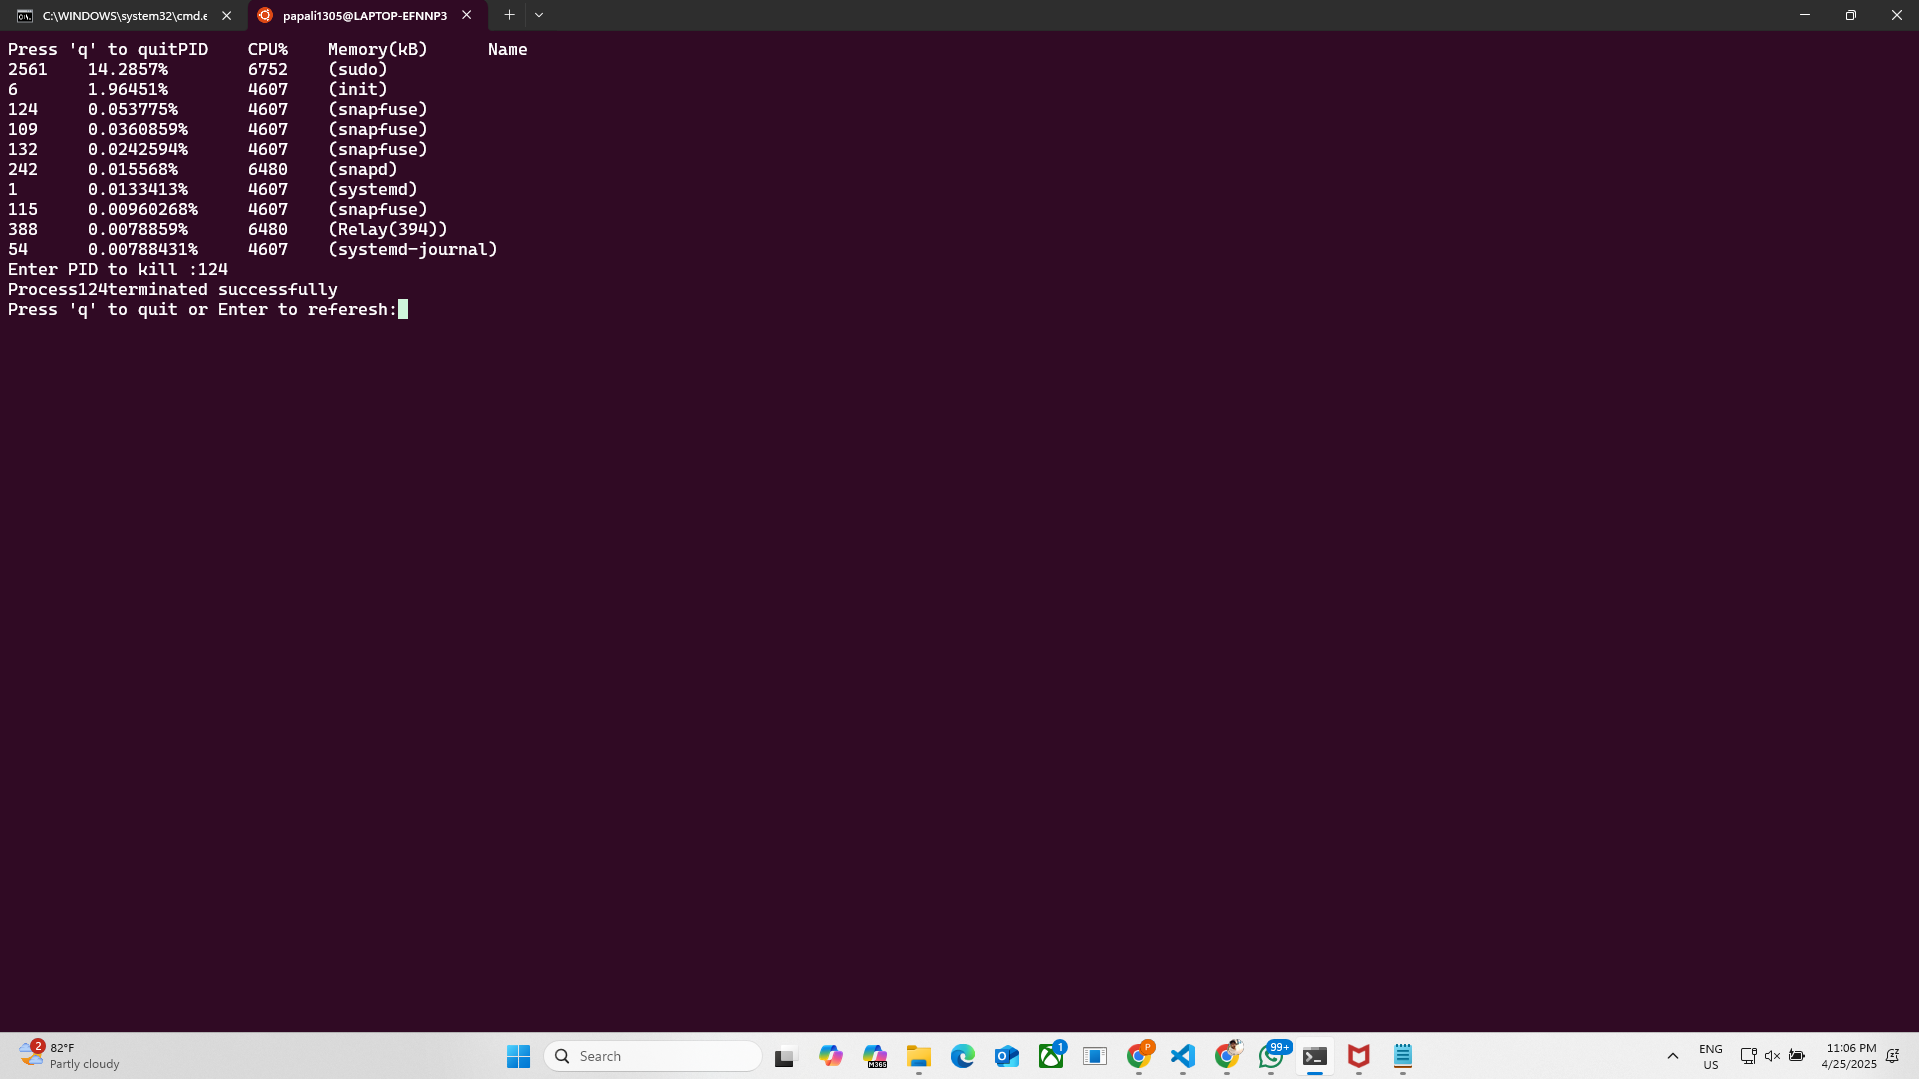 C:\WINDOWS\system32\cmd.e
papali1305@LAPTOP-EFNNP3
Press 'q' to quitPID    CPU%    Memory(kB)      Name
2561    14.2857%        6752    (sudo)
6       1.96451%        4607    (init)
124     0.053775%       4607    (snapfuse)
109     0.0360859%      4607    (snapfuse)
132     0.0242594%      4607    (snapfuse)
242     0.015568%       6480    (snapd)
1       0.0133413%      4607    (systemd)
115     0.00960268%     4607    (snapfuse)
388     0.0078859%      6480    (Relay(394))
54      0.00788431%     4607    (systemd-journal)
Enter PID to kill :124
Process124terminated successfully
Press 'q' to quit or Enter to referesh:
2
82°F
Partly cloudy
Search
M365
1
P
99+
ENG
US
11:06 PM
4/25/2025